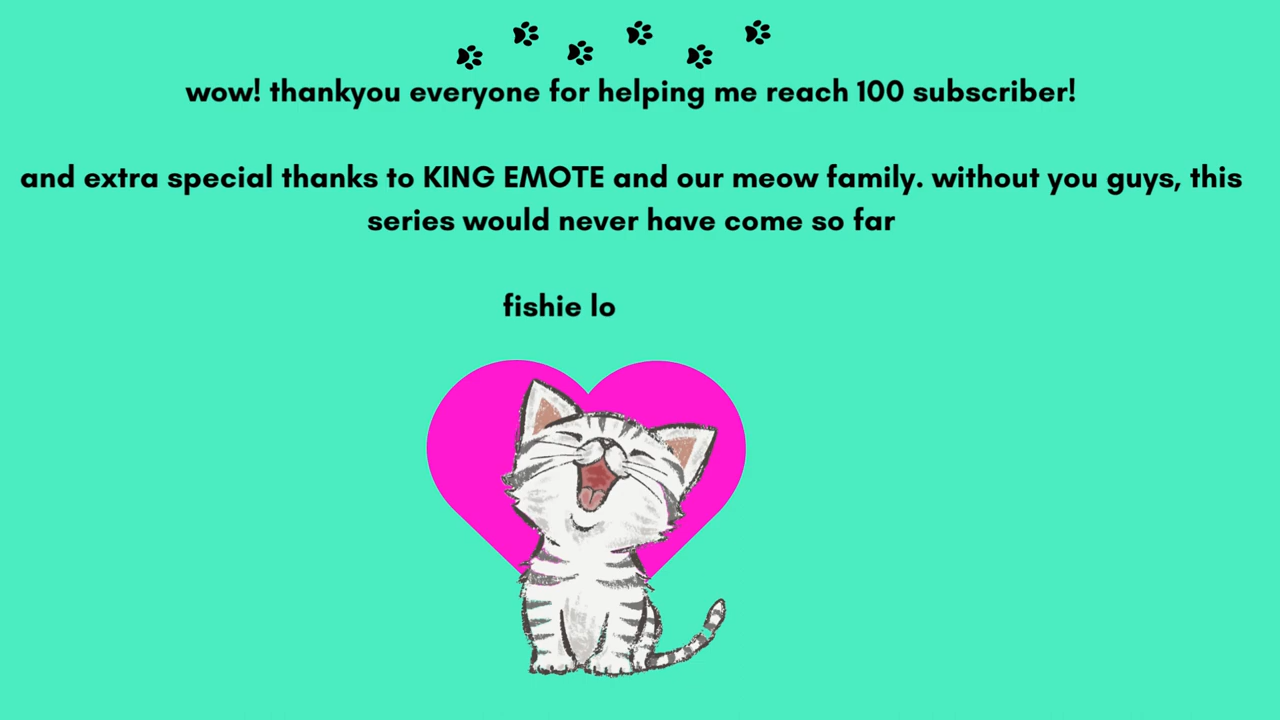 wow! thankyou everyone for helping me reach 100 subscriber!
and extra special thanks to KING EMOTE and our meow family. without you guys, this
series would never have come so far
fishie lo